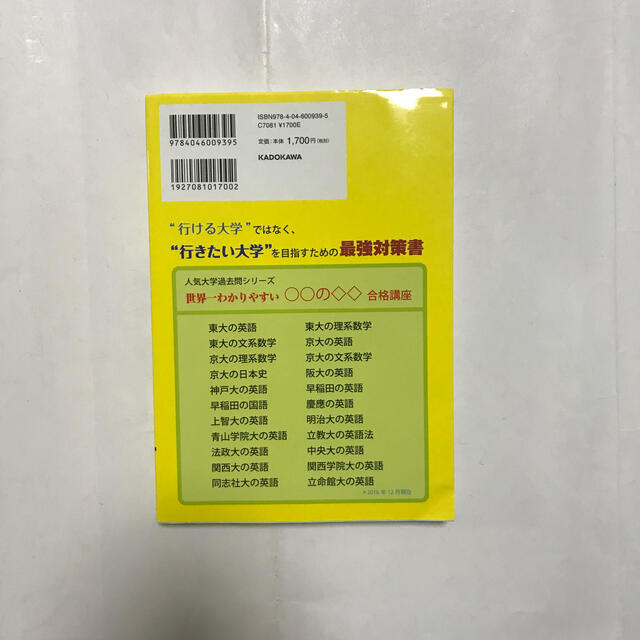 ISBN978-4-04-600939-5
C7081 ¥1700E
定価:本体1,700円(税別)
KADOKAWA
9784046009395
1927081017002
“行ける大学”ではなく、
“行きたい大学”を目指すための最強対策書
人気大学過去問シリーズ
世界一わかりやすい ○○の◇◇ 合格講座
東大の英語 東大の理系数学
東大の文系数学 京大の英語
京大の理系数学 京大の文系数学
京大の日本史 阪大の英語
神戸大の英語 早稲田の英語
早稲田の国語 慶應の英語
上智大の英語 明治大の英語
青山学院大の英語 立教大の英語
法政大の英語 中央大の英語
関西大の英語 関西学院大の英語
同志社大の英語 立命館大の英語
*2016年12月現在